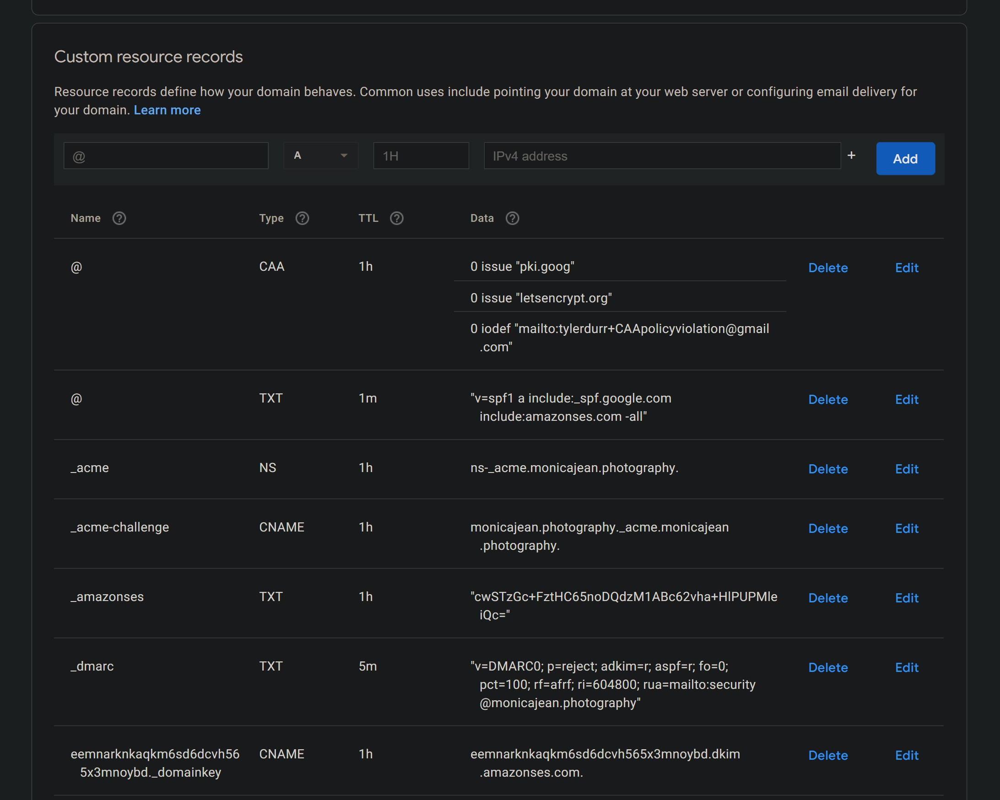 Custom resource records
Resource records define how your domain behaves. Common uses include pointing your domain at your web server or configuring email delivery for
your domain. Learn more
@ A 1H IPv4 address + Add
Name ? Type ? TTL ? Data ?
@ CAA 1h 0 issue "pki.goog" Delete Edit
0 issue "letsencrypt.org"
0 iodef "mailto:tylerdurr+CAApolicyviolation@gmail
.com"
@ TXT 1m "v=spf1 a include:_spf.google.com Delete Edit
include:amazonses.com -all"
_acme NS 1h ns-_acme.monicajean.photography. Delete Edit
_acme-challenge CNAME 1h monicajean.photography._acme.monicajean Delete Edit
.photography.
_amazonses TXT 1h "cwSTzGc+FztHC65noDQdzM1ABc62vha+HlPUPMle Delete Edit
iQc="
_dmarc TXT 5m "v=DMARC0; p=reject; adkim=r; aspf=r; fo=0; Delete Edit
pct=100; rf=afrf; ri=604800; rua=mailto:security
@monicajean.photography"
eemnarknkaqkm6sd6dcvh56 CNAME 1h eemnarknkaqkm6sd6dcvh565x3mnoybd.dkim Delete Edit
5x3mnoybd._domainkey .amazonses.com.